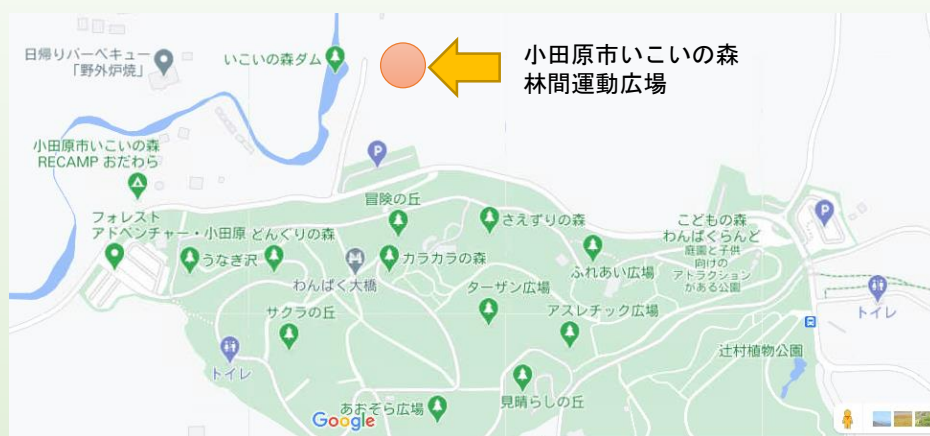 小田原市いこいの森
林間運動広場
日帰りバーベキュー
「野外炉焼」
いこいの森ダム
小田原市いこいの森
RECAMP おだわら
P
冒険の丘
さえずりの森
こどもの森
わんぱくらんど
庭園と子供
向けの
アトラクション
がある公園
P
フォレスト
アドベンチャー・小田原
どんぐりの森
うなぎ沢
わんぱく大橋
カラカラの森
ふれあい広場
ターザン広場
サクラの丘
アスレチック広場
トイレ
トイレ
辻村植物公園
見晴らしの丘
あおぞら広場
Google